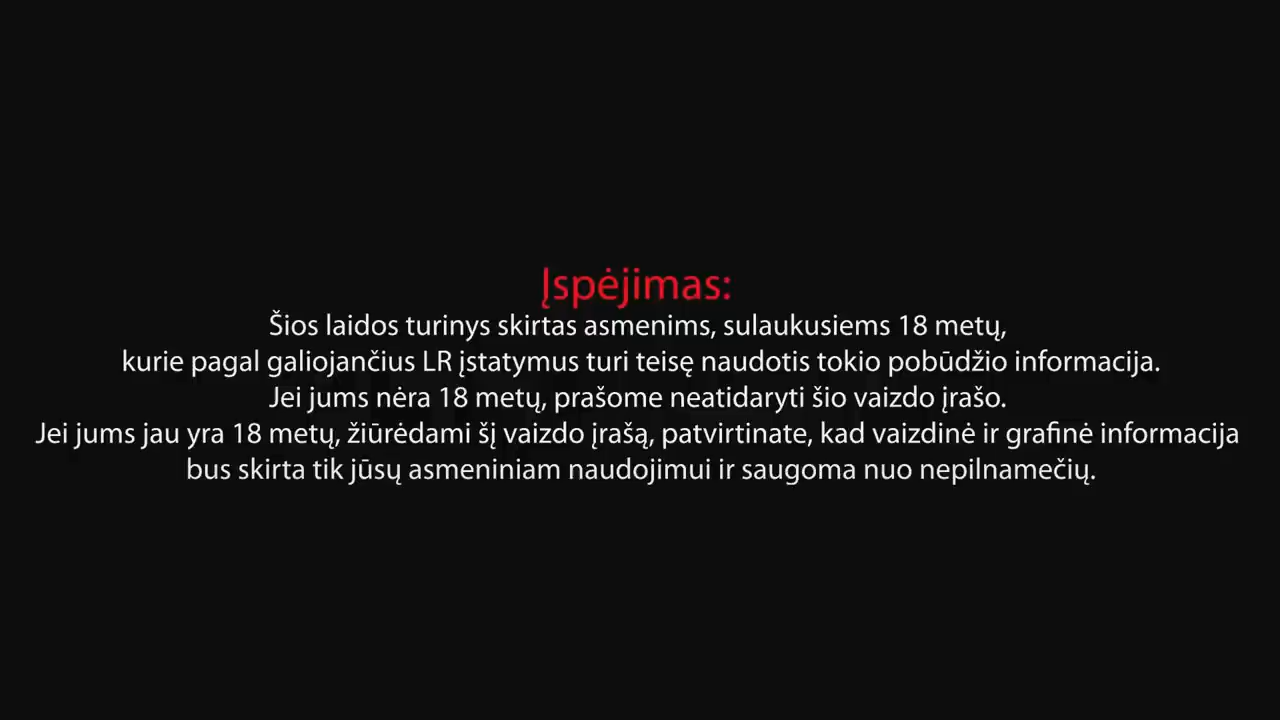 Įspėjimas:
Šios laidos turinys skirtas asmenims, sulaukusiems 18 metų,
kurie pagal galiojančius LR įstatymus turi teisę naudotis tokio pobūdžio informacija.
Jei jums nėra 18 metų, prašome neatidaryti šio vaizdo įrašo.
Jei jums jau yra 18 metų, žiūrėdami šį vaizdo įrašą, patvirtinate, kad vaizdinė ir grafinė informacija
bus skirta tik jūsų asmeniniam naudojimui ir saugoma nuo nepilnamečių.